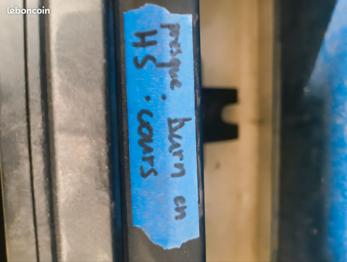 leboncoin
presque . burn en
HS . cours